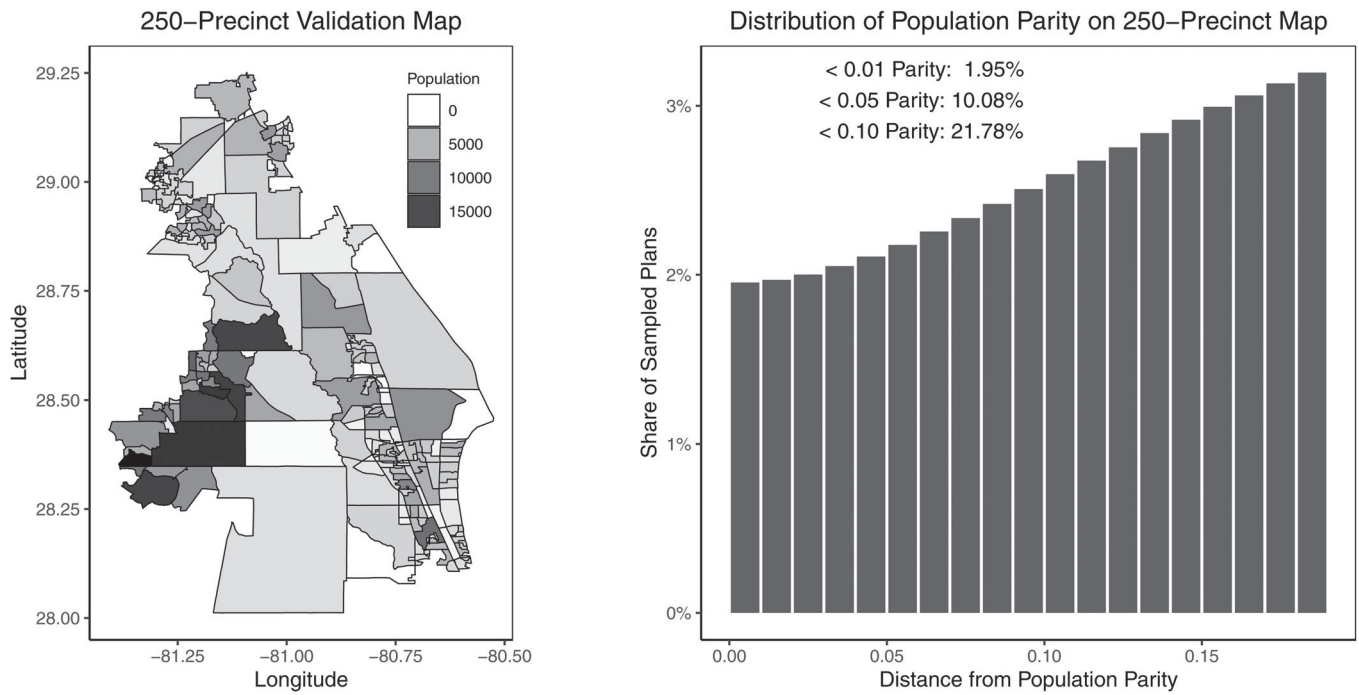 250−Precinct Validation Map
29.25
29.00
28.75
28.50
28.25
28.00
Latitude
−81.25
−81.00
−80.75
−80.50
Longitude
Population
0
5000
10000
15000
Distribution of Population Parity on 250−Precinct Map
< 0.01 Parity: 1.95%
< 0.05 Parity: 10.08%
< 0.10 Parity: 21.78%
3%
2%
1%
0%
Share of Sampled Plans
0.00
0.05
0.10
0.15
Distance from Population Parity